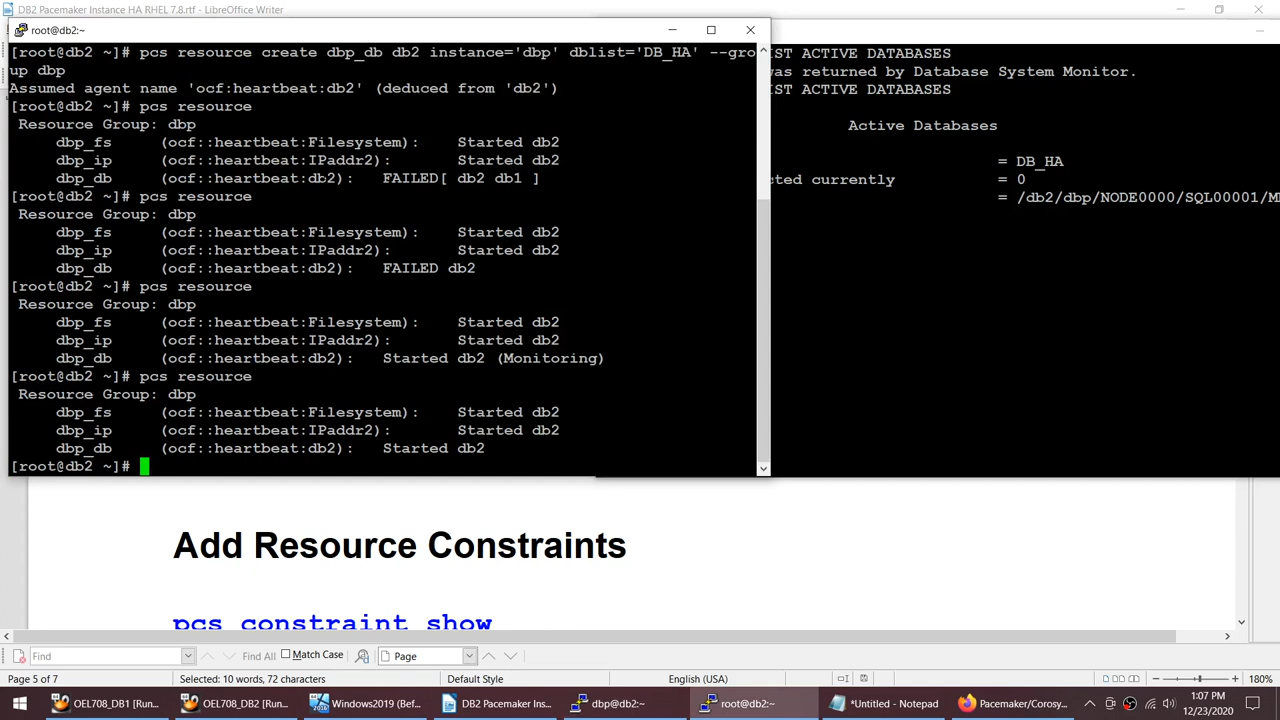 DB2 Pacemaker Instance HA RHEL 7.8.rtf - LibreOffice Writer
root@db2:~
[root@db2 ~]# pcs resource create dbp_db db2 instance='dbp' dblist='DB_HA' --gro
up dbp
Assumed agent name 'ocf:heartbeat:db2' (deduced from 'db2')
[root@db2 ~]# pcs resource
 Resource Group: dbp
     dbp_fs     (ocf::heartbeat:Filesystem):    Started db2
     dbp_ip     (ocf::heartbeat:IPaddr2):       Started db2
     dbp_db     (ocf::heartbeat:db2):   FAILED[ db2 db1 ]
[root@db2 ~]# pcs resource
 Resource Group: dbp
     dbp_fs     (ocf::heartbeat:Filesystem):    Started db2
     dbp_ip     (ocf::heartbeat:IPaddr2):       Started db2
     dbp_db     (ocf::heartbeat:db2):   FAILED db2
[root@db2 ~]# pcs resource
 Resource Group: dbp
     dbp_fs     (ocf::heartbeat:Filesystem):    Started db2
     dbp_ip     (ocf::heartbeat:IPaddr2):       Started db2
     dbp_db     (ocf::heartbeat:db2):   Started db2 (Monitoring)
[root@db2 ~]# pcs resource
 Resource Group: dbp
     dbp_fs     (ocf::heartbeat:Filesystem):    Started db2
     dbp_ip     (ocf::heartbeat:IPaddr2):       Started db2
     dbp_db     (ocf::heartbeat:db2):   Started db2
[root@db2 ~]#
IST ACTIVE DATABASES
was returned by Database System Monitor.
IST ACTIVE DATABASES
Active Databases
= DB_HA
cted currently = 0
= /db2/dbp/NODE0000/SQL00001/M
Add Resource Constraints
pcs constraint show
Find Find All Match Case Page
Page 5 of 7 Selected: 10 words, 72 characters Default Style English (USA) 180%
OEL708_DB1 [Run... OEL708_DB2 [Run... Windows2019 (Bef... DB2 Pacemaker Ins... dbp@db2:~ root@db2:~ *Untitled - Notepad Pacemaker/Corosy...
1:07 PM
12/23/2020